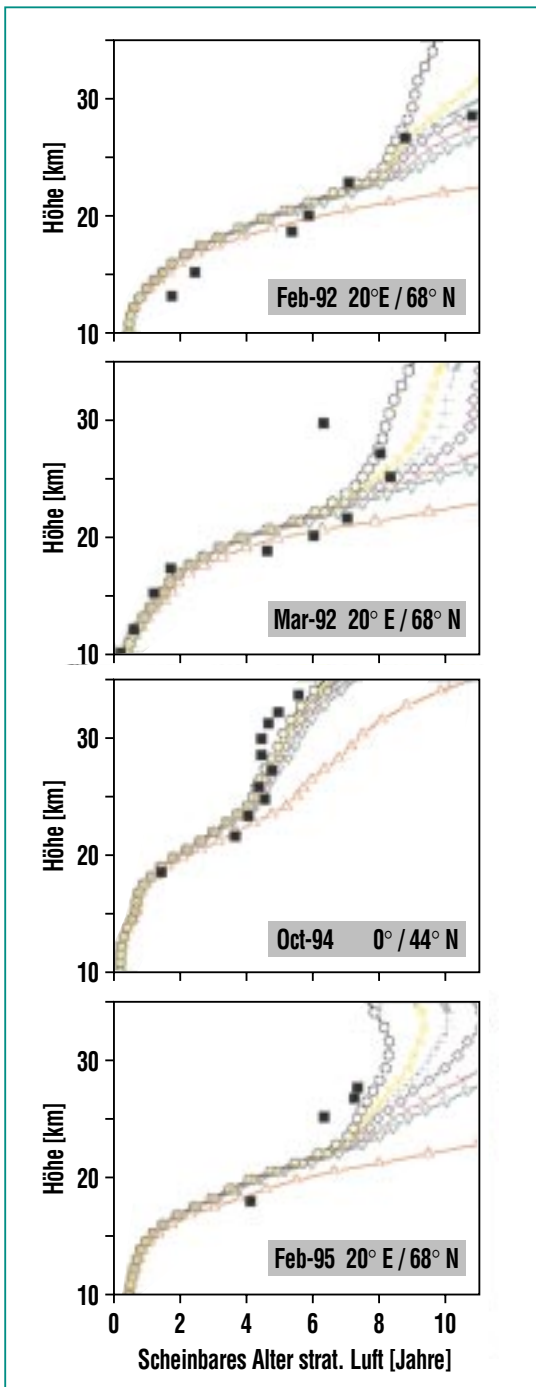 Höhe [km]
30
20
10
Feb-92 20°E / 68° N
Höhe [km]
30
20
10
Mar-92 20° E / 68° N
Höhe [km]
30
20
10
Oct-94 0° / 44° N
Höhe [km]
30
20
10
Feb-95 20° E / 68° N
0 2 4 6 8 10
Scheinbares Alter strat. Luft [Jahre]